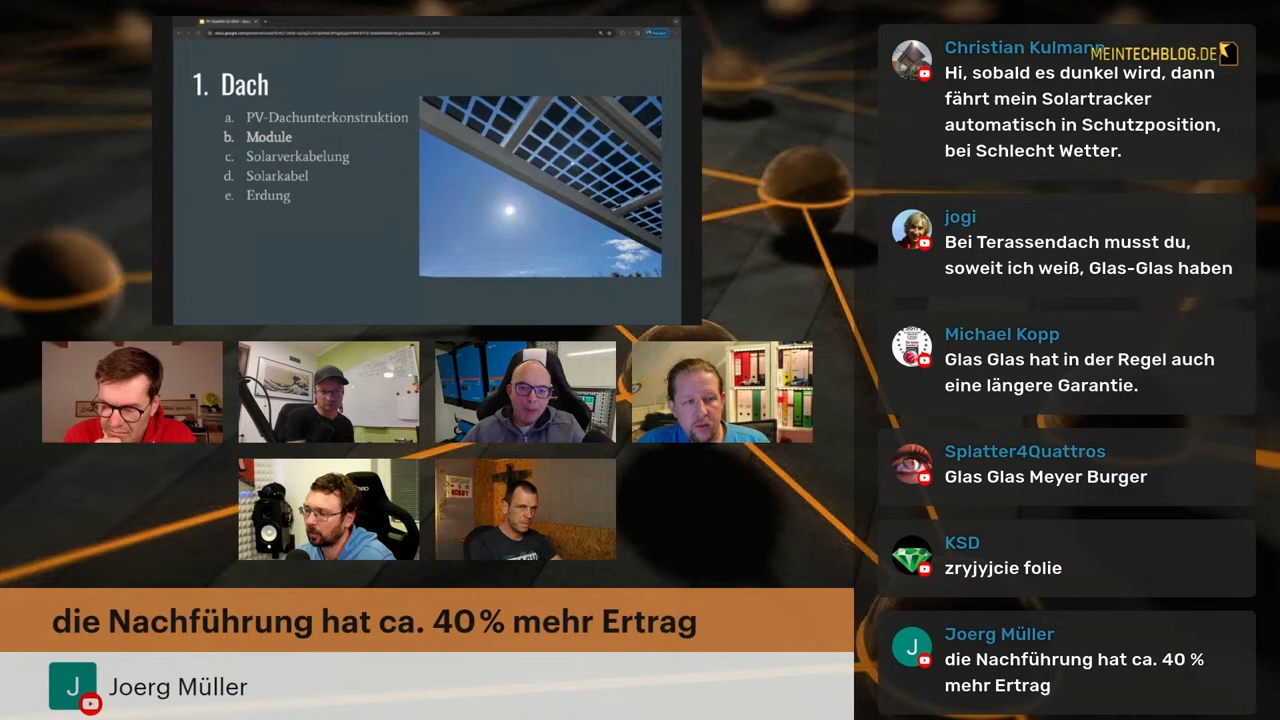 1. Dach
a. PV-Dachunterkonstruktion
b. Module
c. Solarverkabelung
d. Solarkabel
e. Erdung
die Nachführung hat ca. 40 % mehr Ertrag
J
Joerg Müller
MEINTECHBLOG.DE
Christian Kulmann
Hi, sobald es dunkel wird, dann
fährt mein Solartracker
automatisch in Schutzposition,
bei Schlecht Wetter.
jogi
Bei Terassendach musst du,
soweit ich weiß, Glas-Glas haben
Michael Kopp
Glas Glas hat in der Regel auch
eine längere Garantie.
Splatter4Quattros
Glas Glas Meyer Burger
KSD
zryjyjcie folie
J
Joerg Müller
die Nachführung hat ca. 40 %
mehr Ertrag